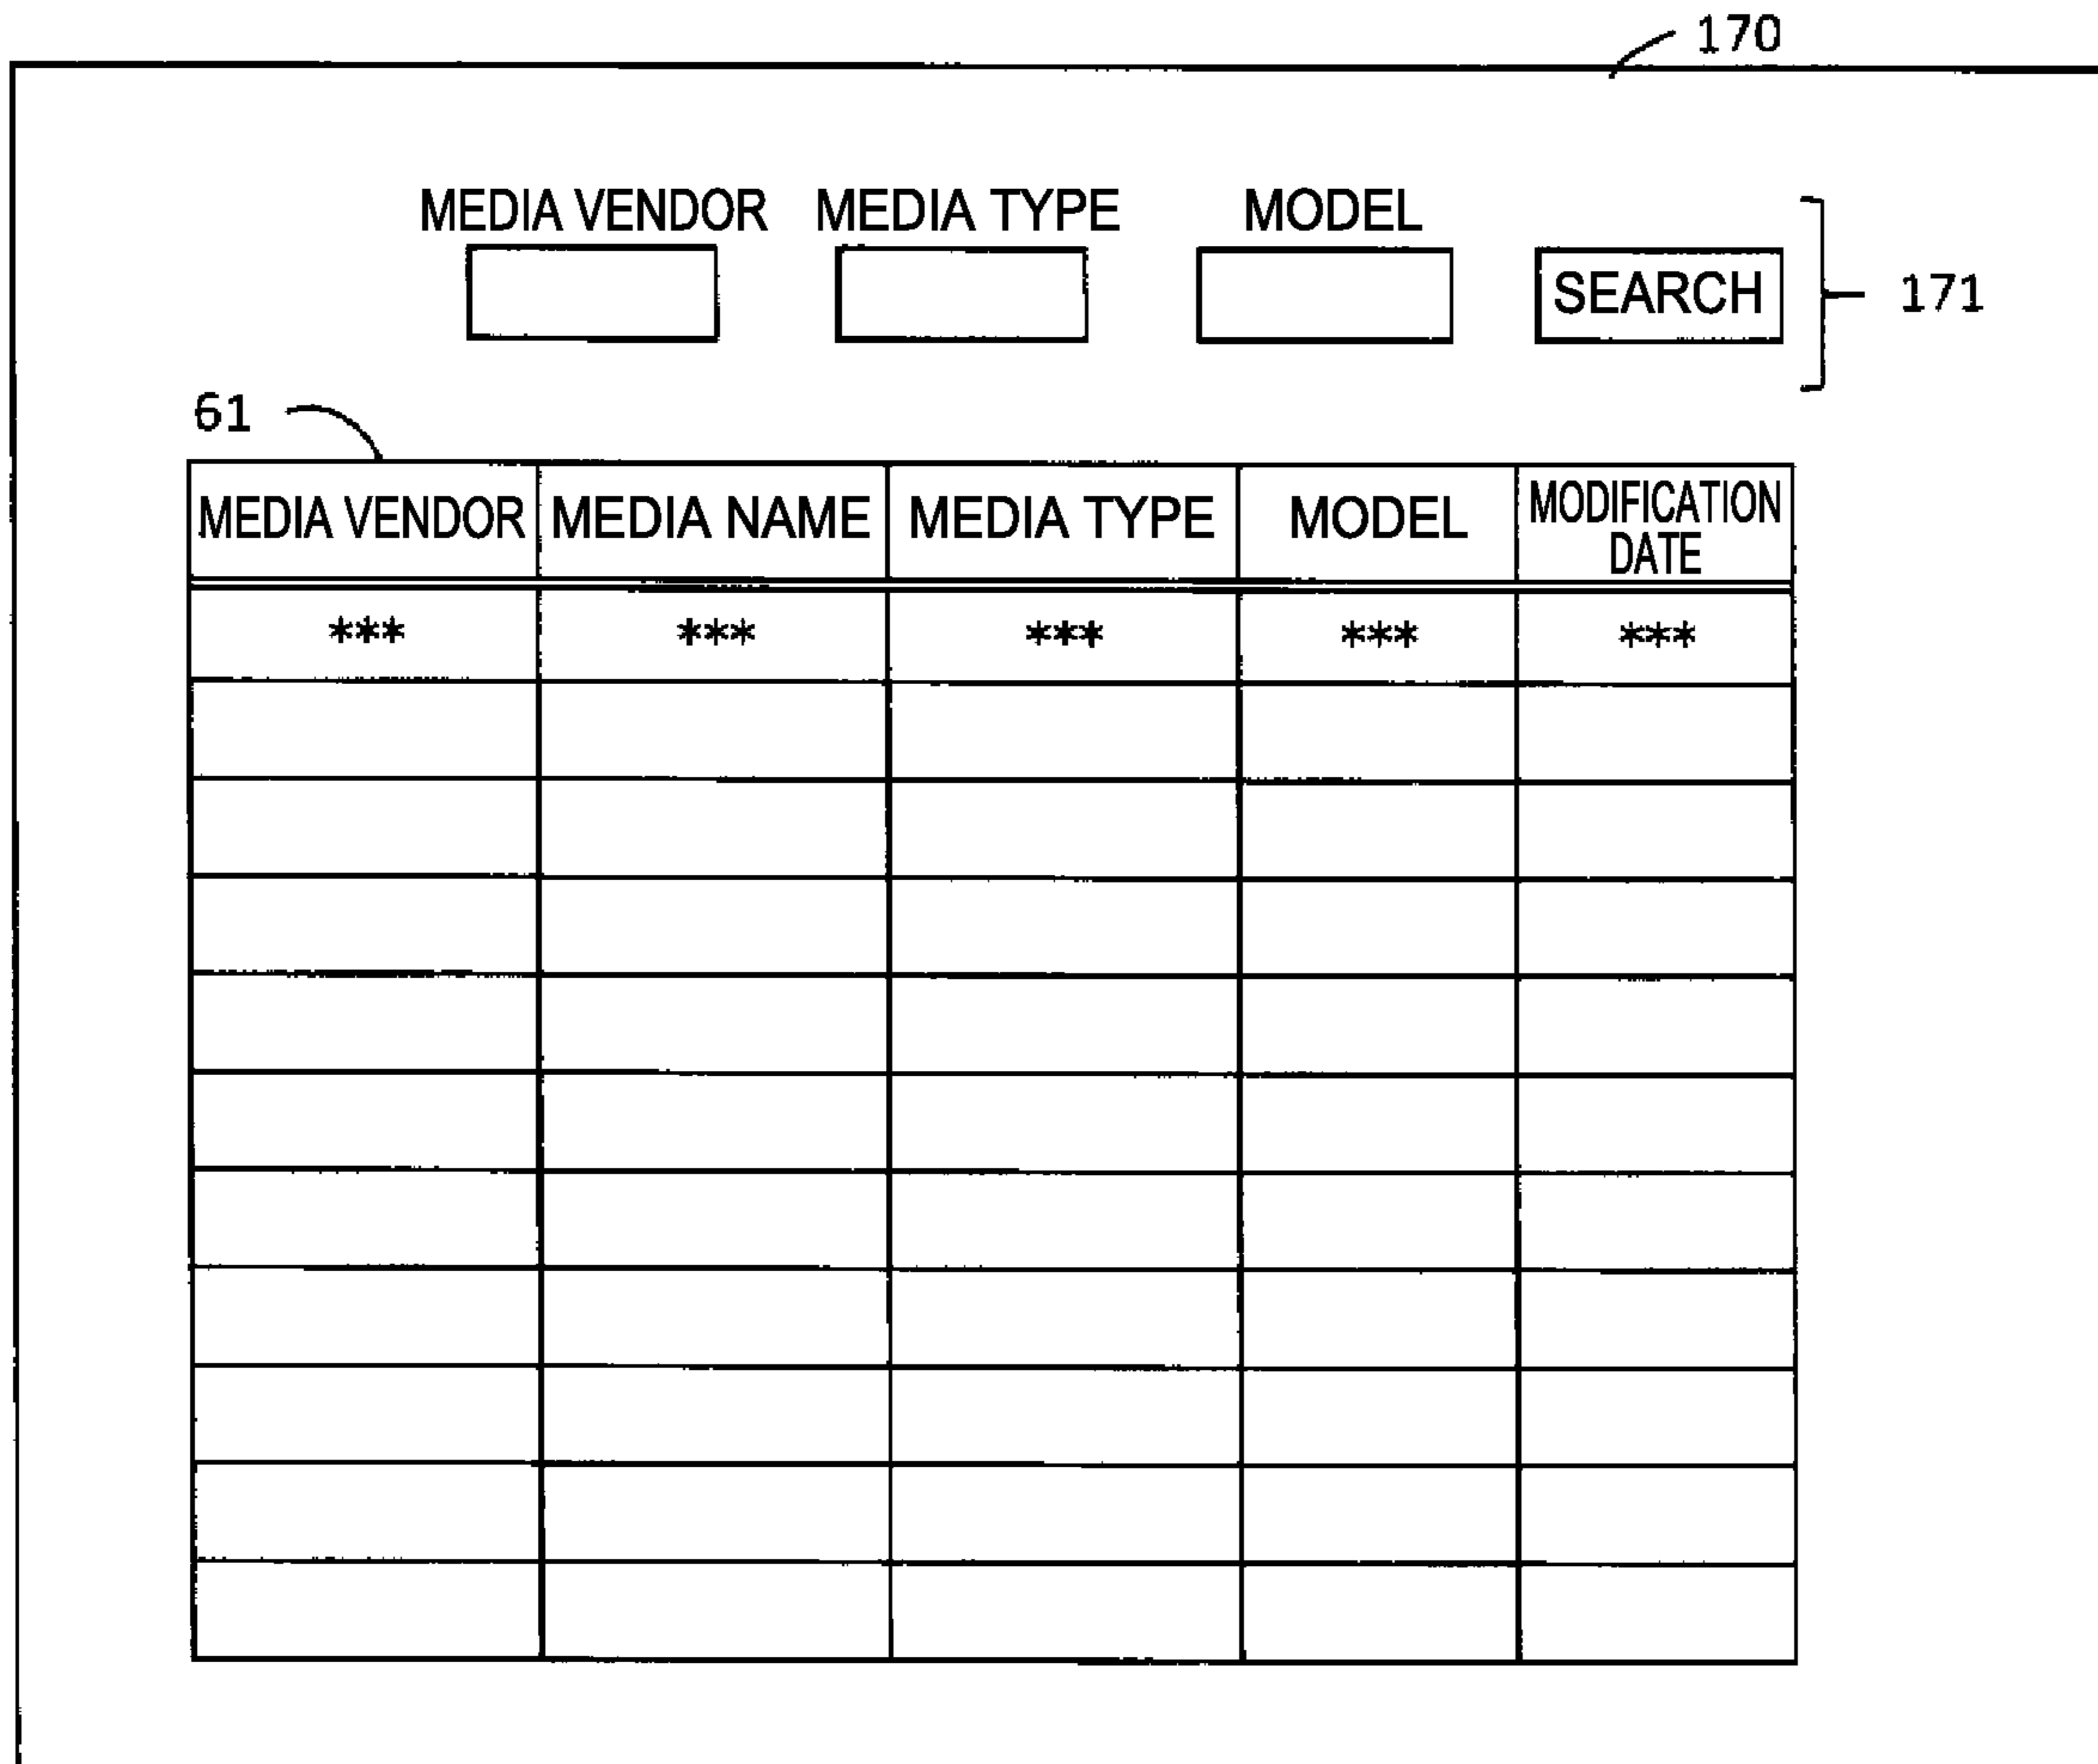 170
MEDIA VENDOR MEDIA TYPE MODEL
SEARCH
171
61
MEDIA VENDOR MEDIA NAME MEDIA TYPE MODEL MODIFICATION DATE
*** *** *** *** ***